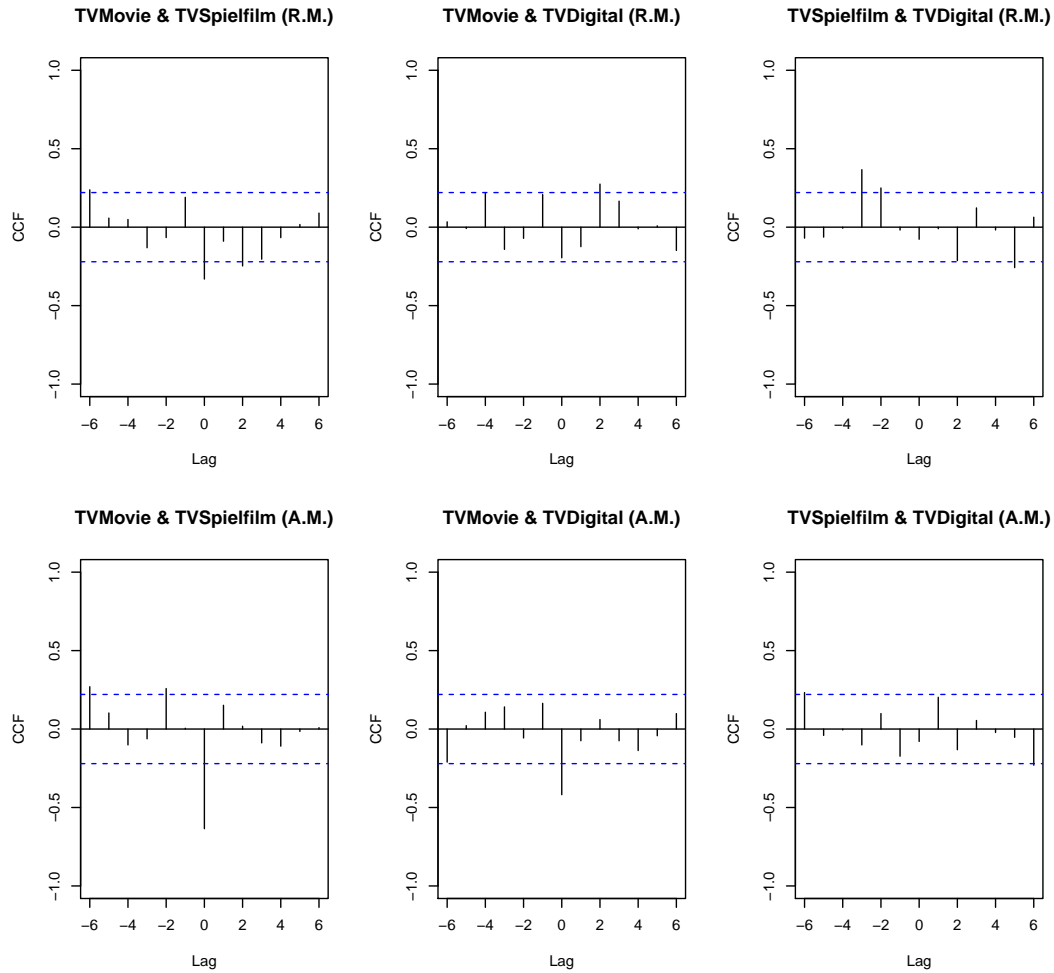 TVMovie & TVSpielfilm (R.M.)
CCF
1.0
0.5
0.0
−0.5
−1.0
−6 −4 −2 0 2 4 6
Lag
TVMovie & TVDigital (R.M.)
CCF
1.0
0.5
0.0
−0.5
−1.0
−6 −4 −2 0 2 4 6
Lag
TVSpielfilm & TVDigital (R.M.)
CCF
1.0
0.5
0.0
−0.5
−1.0
−6 −4 −2 0 2 4 6
Lag
TVMovie & TVSpielfilm (A.M.)
CCF
1.0
0.5
0.0
−0.5
−1.0
−6 −4 −2 0 2 4 6
Lag
TVMovie & TVDigital (A.M.)
CCF
1.0
0.5
0.0
−0.5
−1.0
−6 −4 −2 0 2 4 6
Lag
TVSpielfilm & TVDigital (A.M.)
CCF
1.0
0.5
0.0
−0.5
−1.0
−6 −4 −2 0 2 4 6
Lag